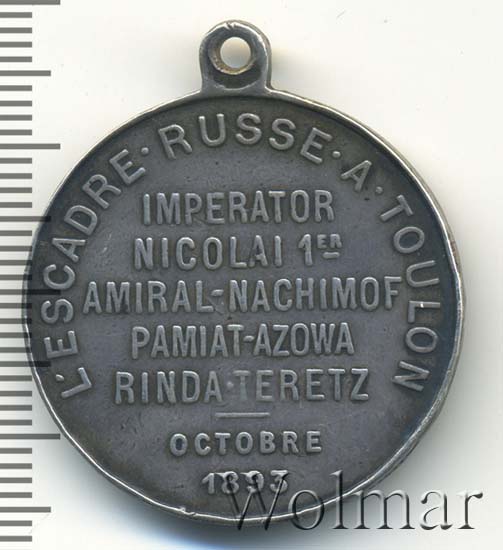 L'ESCADRE·RUSSE·A·TOULON
IMPERATOR
NICOLAI 1ER
AMIRAL-NACHIMOF
PAMIAT-AZOWA
RINDA·TERETZ
OCTOBRE
1893
Wolmar